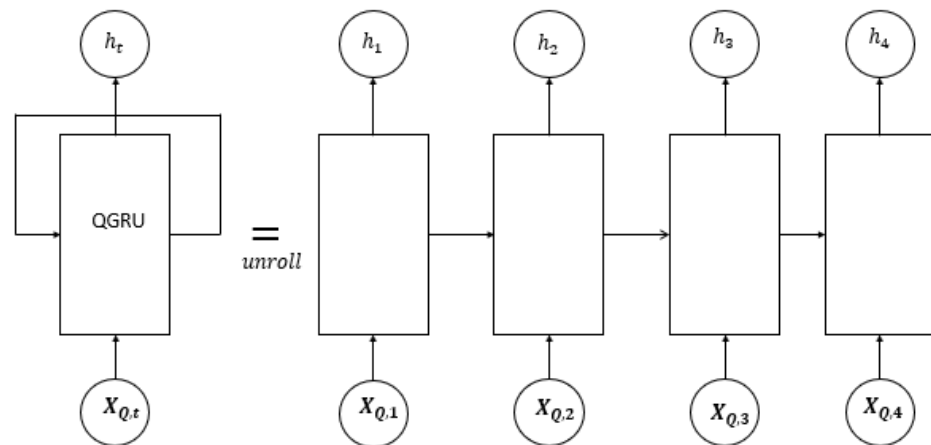 h_t h_1 h_2 h_3 h_4
QGRU
=
unroll
X_{Q,t} X_{Q,1} X_{Q,2} X_{Q,3} X_{Q,4}